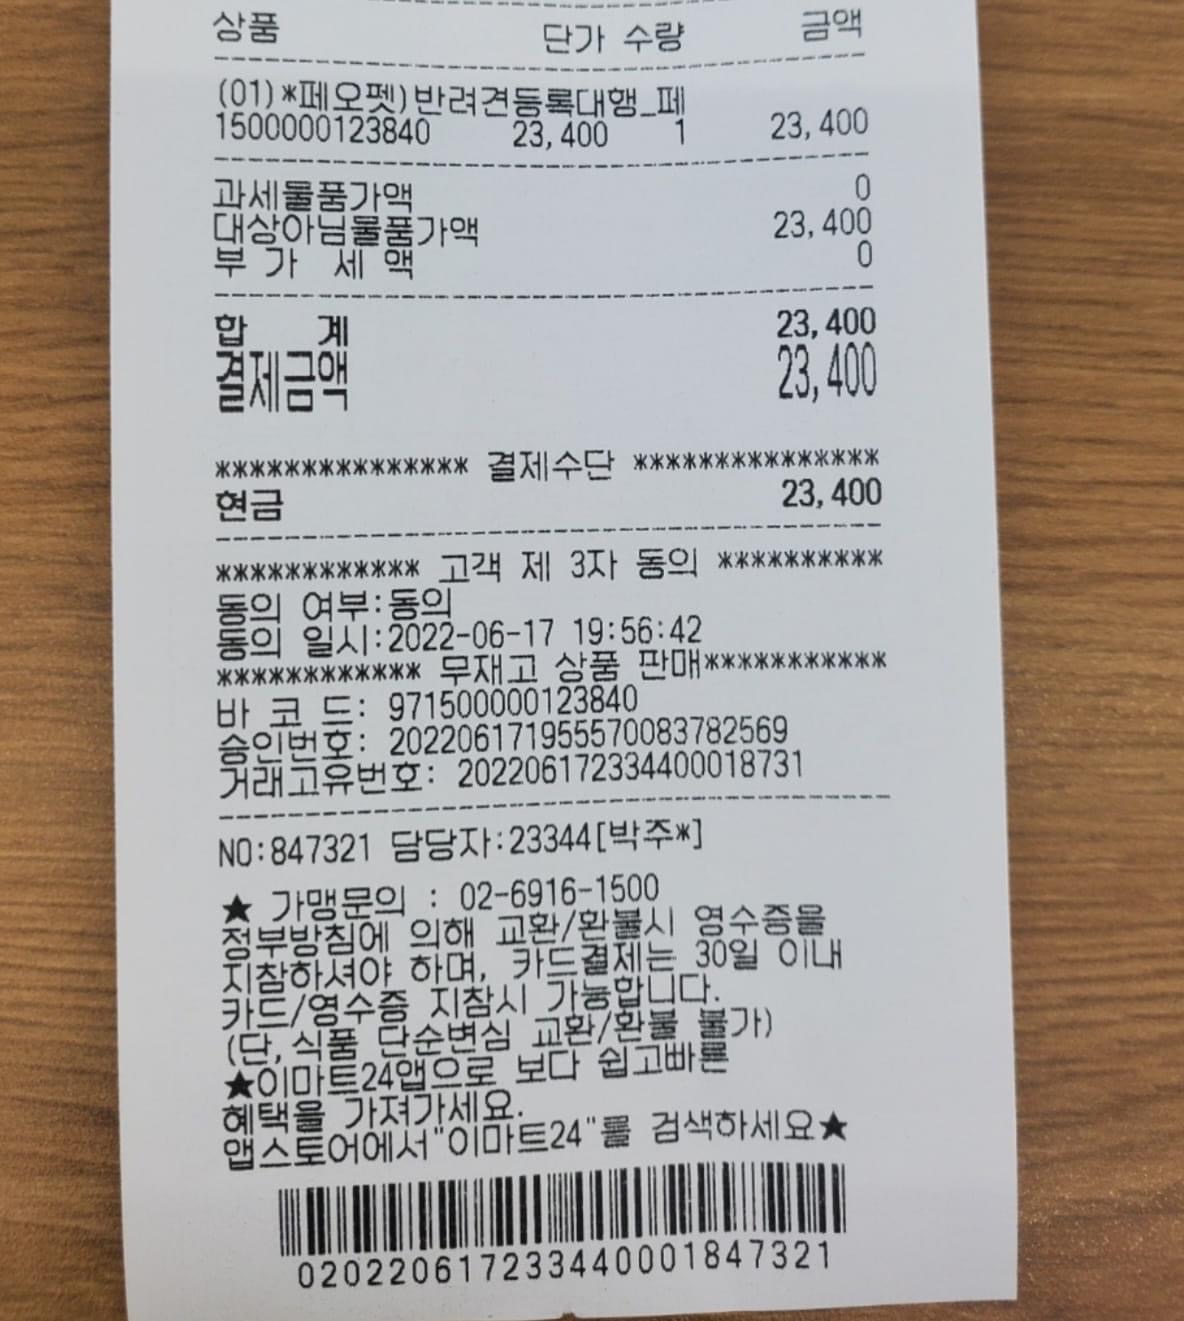 상품 단가 수량 금액
(01)*페오펫)반려견등록대행_페
1500000123840 23,400 1 23,400
과세물품가액 0
대상아님물품가액 23,400
부 가 세 액 0
합 계 23,400
결제금액 23,400
*************** 결제수단 ***************
현금 23,400
************ 고객 제 3자 동의 **********
동의 여부:동의
동의 일시:2022-06-17 19:56:42
************ 무재고 상품 판매***********
바 코 드: 971500000123840
승인번호: 202206171955570083782569
거래고유번호: 202206172334400018731
NO:847321 담당자:23344[박주*]
★ 가맹문의 : 02-6916-1500
정부방침에 의해 교환/환불시 영수증을
지참하셔야 하며, 카드결제는 30일 이내
카드/영수증 지참시 가능합니다.
(단,식품 단순변심 교환/환불 불가)
★이마트24앱으로 보다 쉽고빠른
혜택을 가져가세요.
앱스토어에서"이마트24"를 검색하세요★
020220617233440001847321